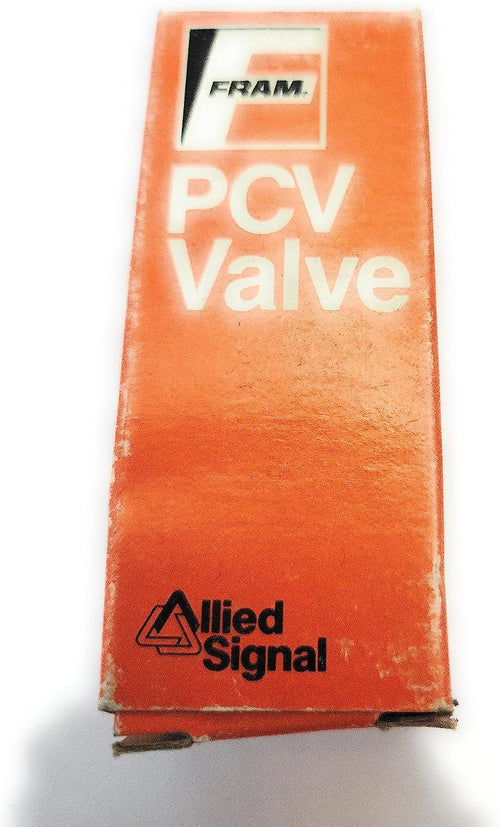 FRAM.
PCV
Valve
Allied
Signal